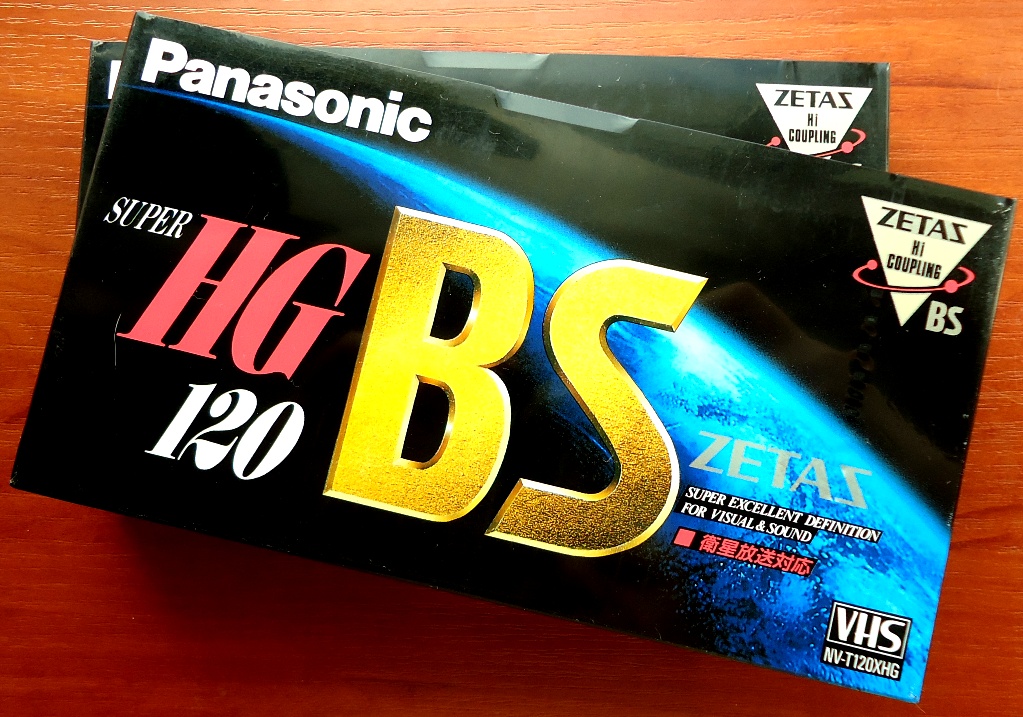 Panasonic
ZETAS
Hi
COUPLING
ZETAS
Hi
COUPLING
BS
SUPER
HG
120
BS
ZETAS
SUPER EXCELLENT DEFINITION
FOR VISUAL & SOUND
■ 衛星放送対応
VHS
NV-T120XHG